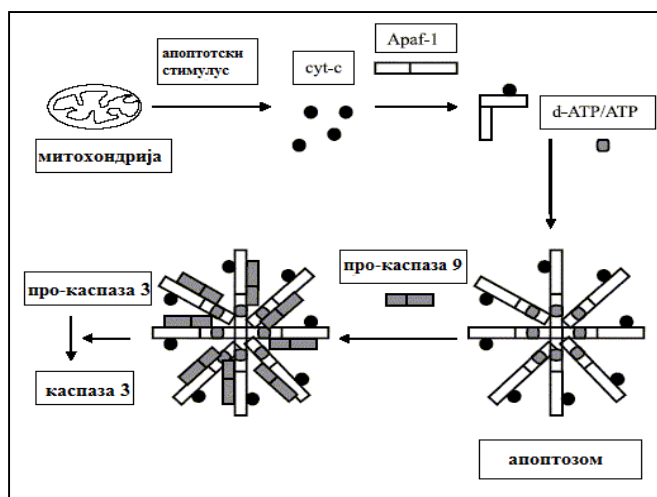 апоптотски
стимулус
cyt-c
Apaf-1
d-ATP/ATP
митохондрија
про-каспаза 3
про-каспаза 9
каспаза 3
апоптозом